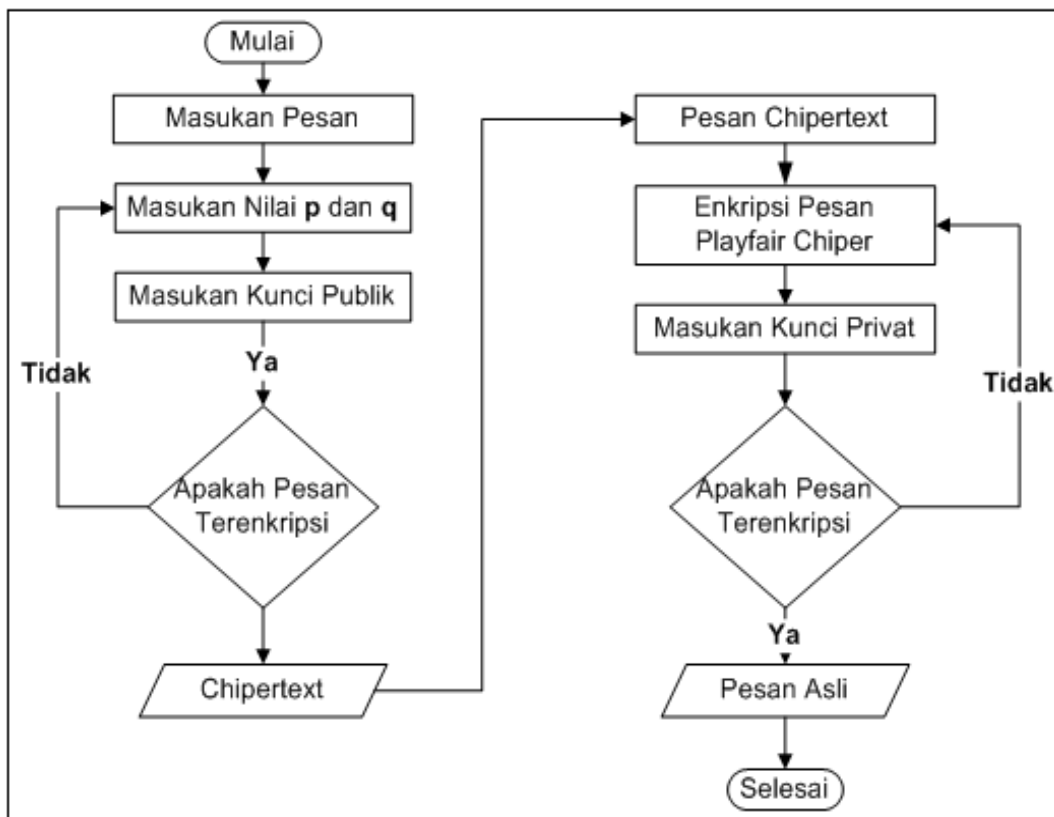 Mulai
Masukan Pesan
Masukan Nilai p dan q
Masukan Kunci Publik
Ya
Tidak
Apakah Pesan
Terenkripsi
Chipertext
Pesan Chipertext
Enkripsi Pesan
Playfair Chiper
Masukan Kunci Privat
Tidak
Apakah Pesan
Terenkripsi
Ya
Pesan Asli
Selesai